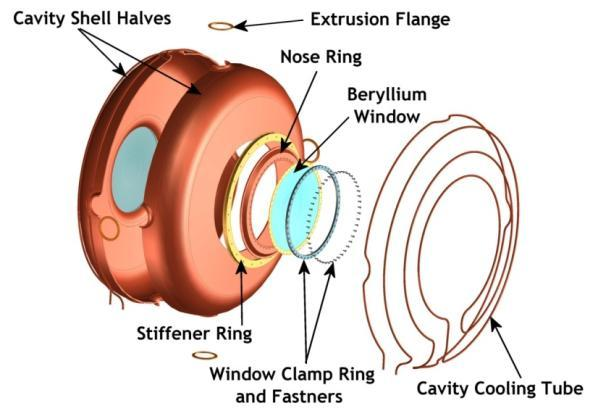 Cavity Shell Halves
Extrusion Flange
Nose Ring
Beryllium
Window
Stiffener Ring
Window Clamp Ring
and Fastners
Cavity Cooling Tube